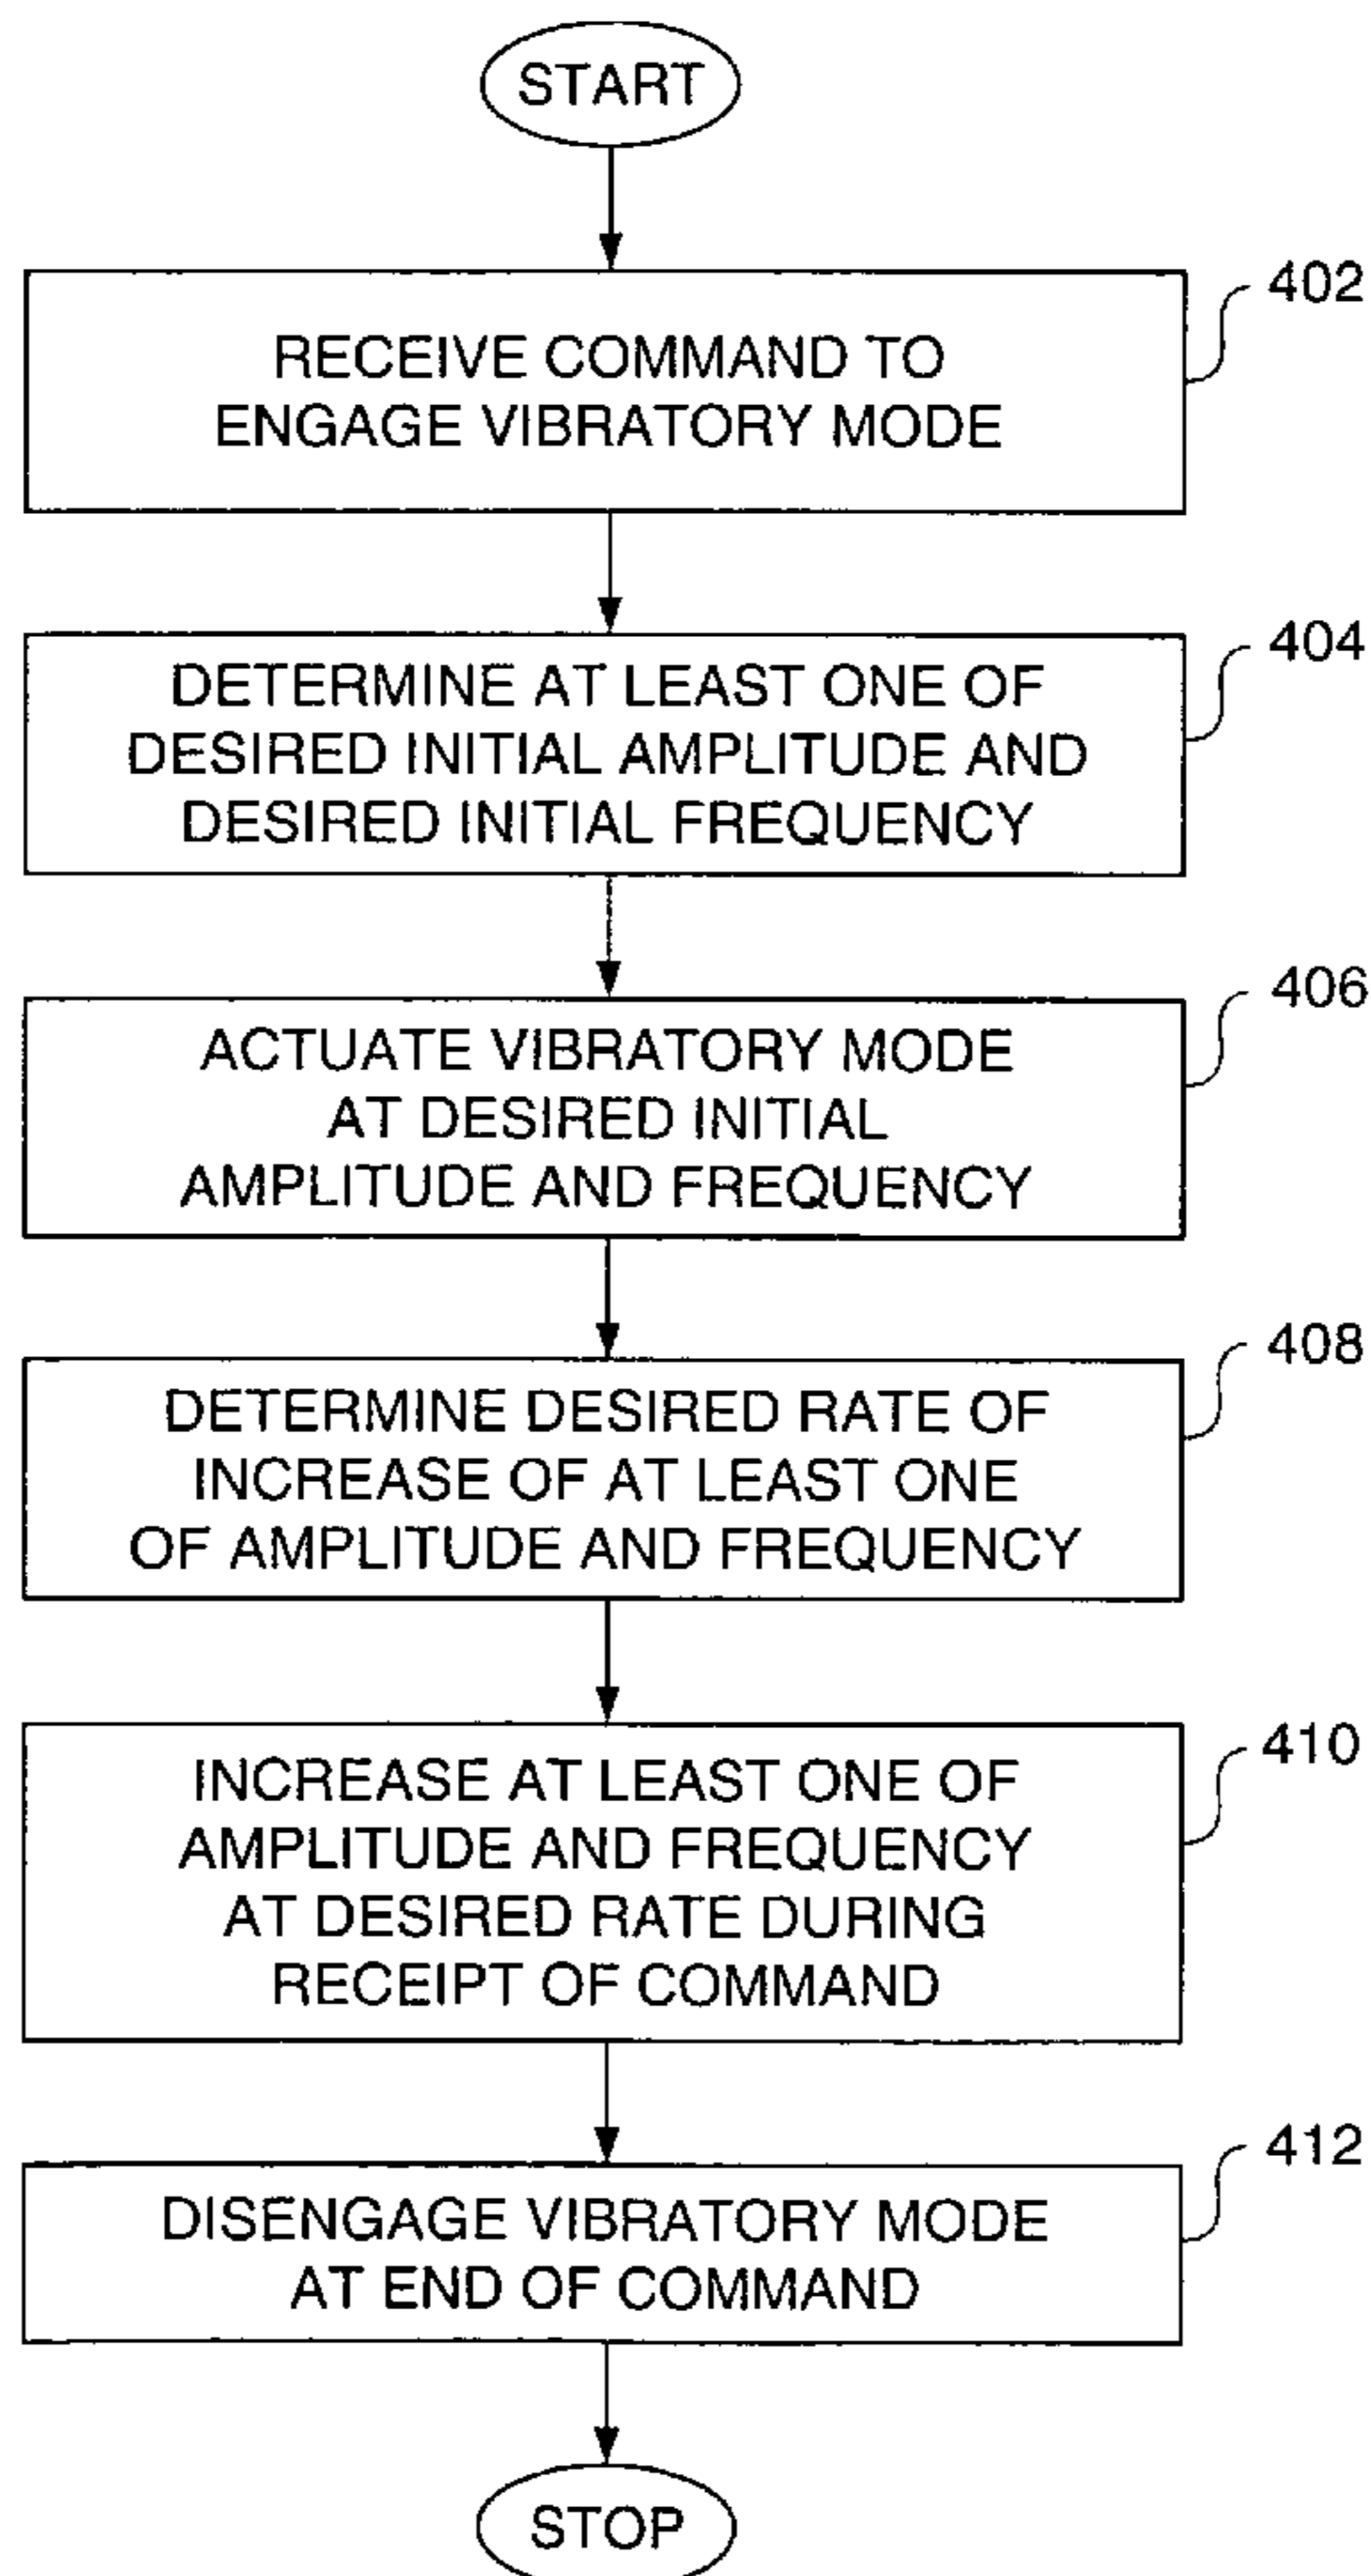 START
402
RECEIVE COMMAND TO
ENGAGE VIBRATORY MODE
404
DETERMINE AT LEAST ONE OF
DESIRED INITIAL AMPLITUDE AND
DESIRED INITIAL FREQUENCY
406
ACTUATE VIBRATORY MODE
AT DESIRED INITIAL
AMPLITUDE AND FREQUENCY
408
DETERMINE DESIRED RATE OF
INCREASE OF AT LEAST ONE
OF AMPLITUDE AND FREQUENCY
410
INCREASE AT LEAST ONE OF
AMPLITUDE AND FREQUENCY
AT DESIRED RATE DURING
RECEIPT OF COMMAND
412
DISENGAGE VIBRATORY MODE
AT END OF COMMAND
STOP